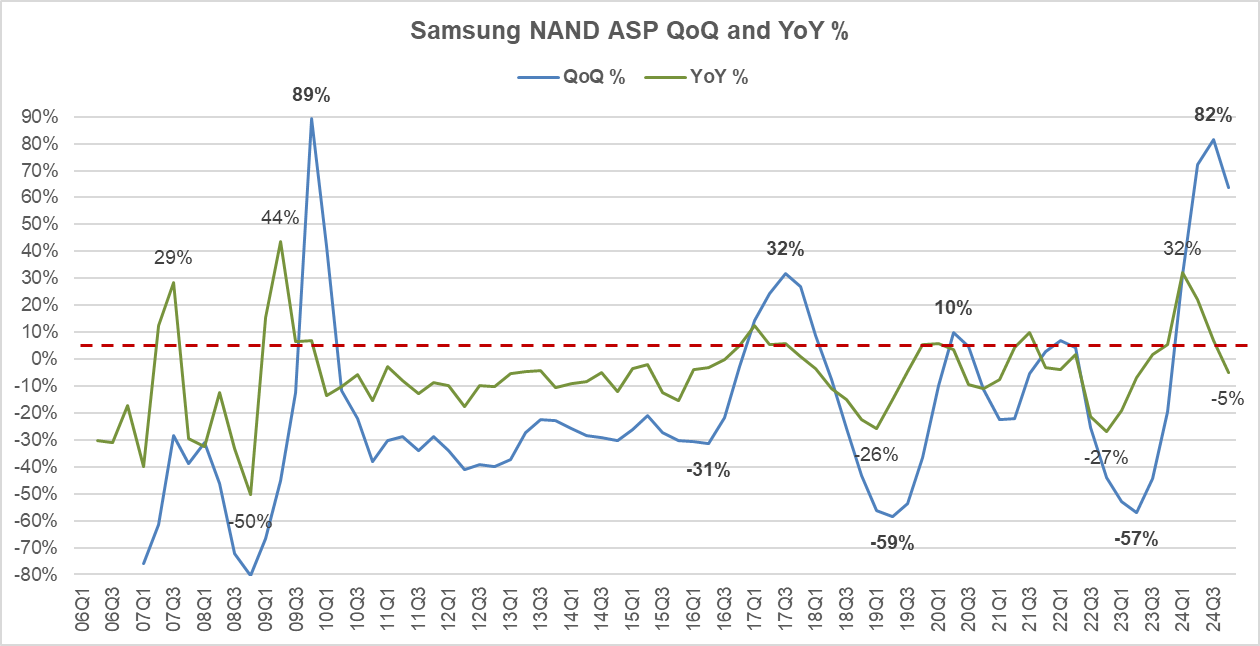 Samsung NAND ASP QoQ and YoY %
QoQ %
YoY %
89%
82%
90%
80%
70%
60%
50%
40%
30%
20%
10%
0%
-10%
-20%
-30%
-40%
-50%
-60%
-70%
-80%
29%
44%
-50%
-31%
32%
-26%
-59%
10%
-27%
-57%
32%
-5%
06Q1
06Q3
07Q1
07Q3
08Q1
08Q3
09Q1
09Q3
10Q1
10Q3
11Q1
11Q3
12Q1
12Q3
13Q1
13Q3
14Q1
14Q3
15Q1
15Q3
16Q1
16Q3
17Q1
17Q3
18Q1
18Q3
19Q1
19Q3
20Q1
20Q3
21Q1
21Q3
22Q1
22Q3
23Q1
23Q3
24Q1
24Q3